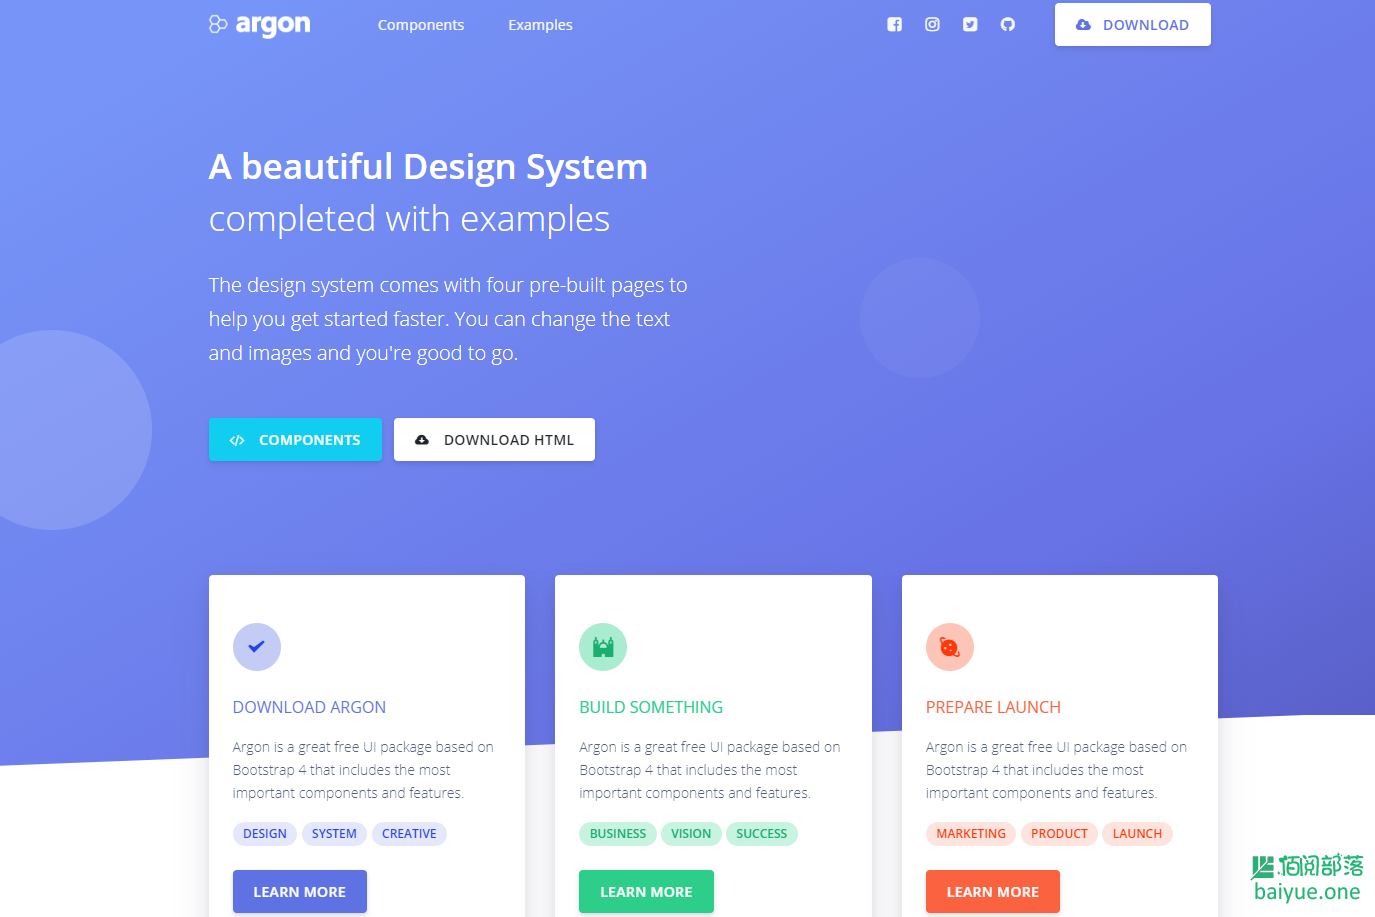 argon
Components
Examples
DOWNLOAD
A beautiful Design System
completed with examples
The design system comes with four pre-built pages to
help you get started faster. You can change the text
and images and you're good to go.
COMPONENTS
DOWNLOAD HTML
DOWNLOAD ARGON
Argon is a great free UI package based on
Bootstrap 4 that includes the most
important components and features.
DESIGN SYSTEM CREATIVE
LEARN MORE
BUILD SOMETHING
Argon is a great free UI package based on
Bootstrap 4 that includes the most
important components and features.
BUSINESS VISION SUCCESS
LEARN MORE
PREPARE LAUNCH
Argon is a great free UI package based on
Bootstrap 4 that includes the most
important components and features.
MARKETING PRODUCT LAUNCH
LEARN MORE
佰阅部落
baiyue.one